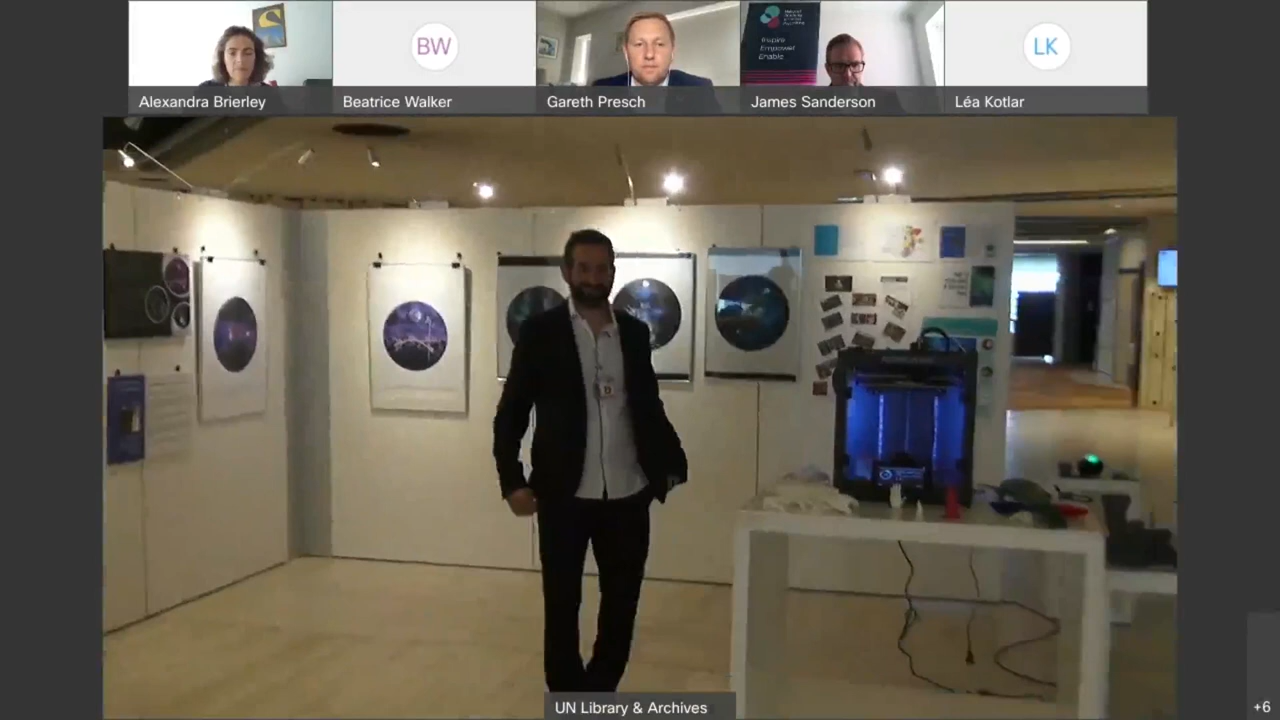 Inspire
Empower
Enable
BW
LK
Alexandra Brierley
Beatrice Walker
Gareth Presch
James Sanderson
Léa Kotlar
UN Library & Archives
+6